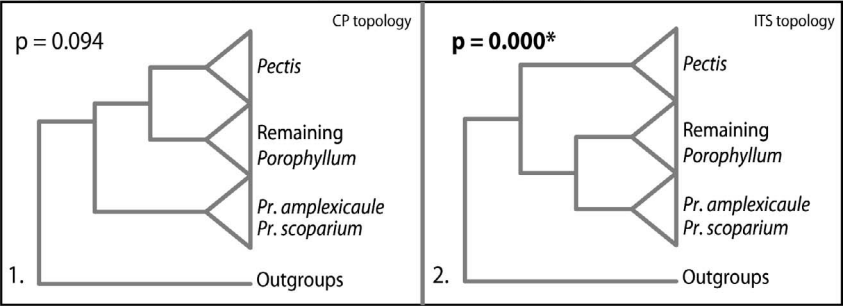 CP topology
p = 0.094
Pectis
Remaining
Porophyllum
Pr. amplexicaule
Pr. scoparium
1.
Outgroups
ITS topology
p = 0.000*
Pectis
Remaining
Porophyllum
Pr. amplexicaule
Pr. scoparium
2.
Outgroups